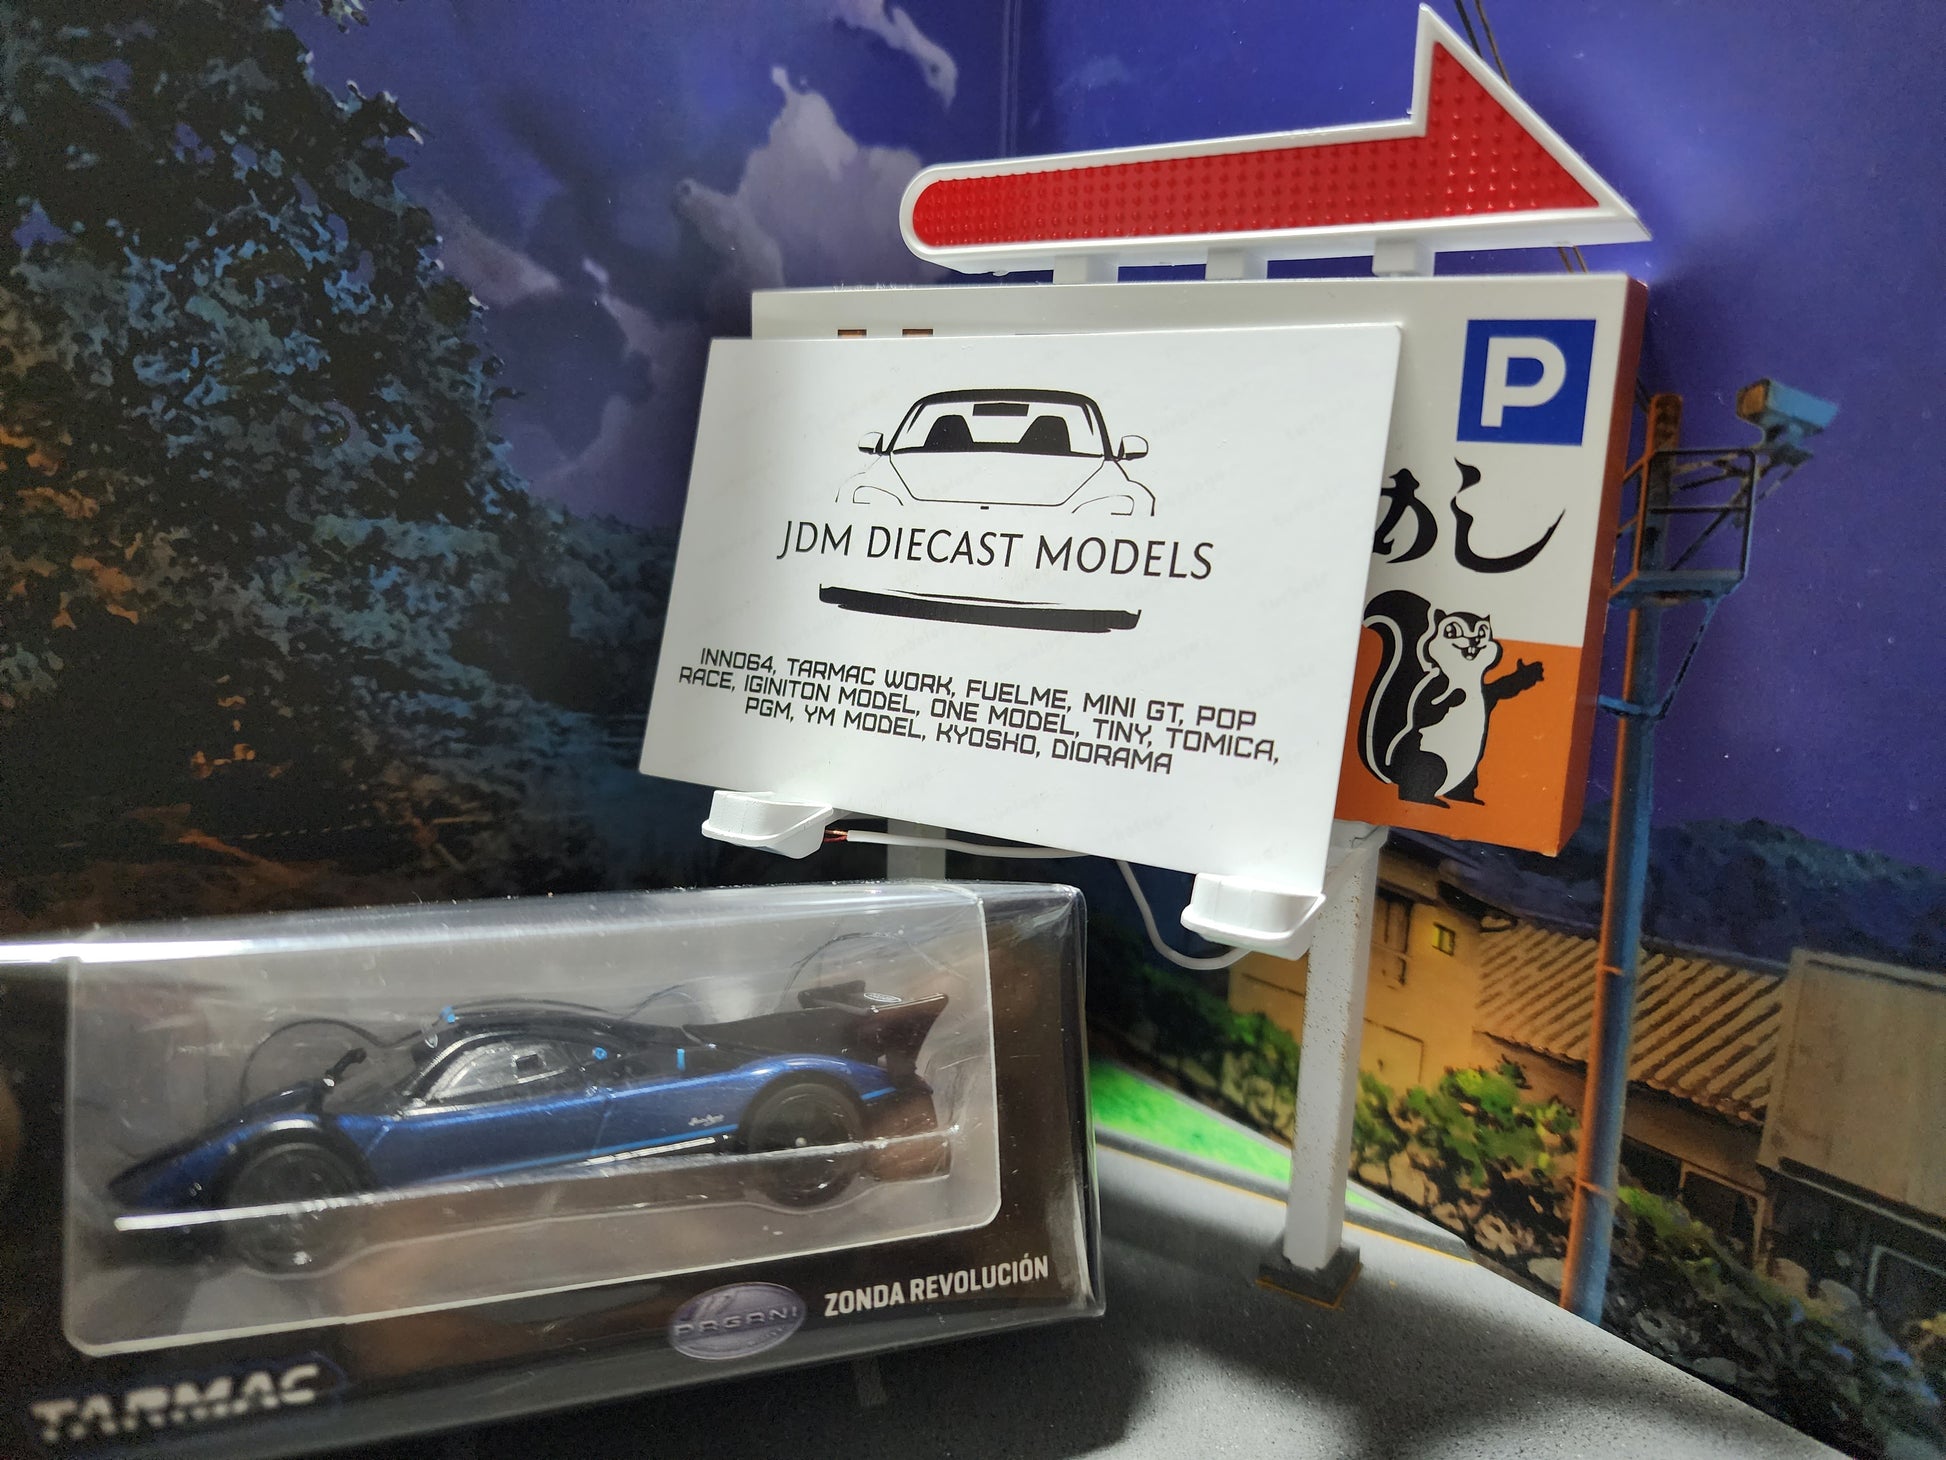 P
めし
JDM DIECAST MODELS
INNO64, TARMAC WORK, FUELME, MINI GT, POP
RACE, IGINITON MODEL, ONE MODEL, TINY, TOMICA,
PGM, YM MODEL, KYOSHO, DIORAMA
PAGANI
ZONDA REVOLUCIÓN
TARMAC